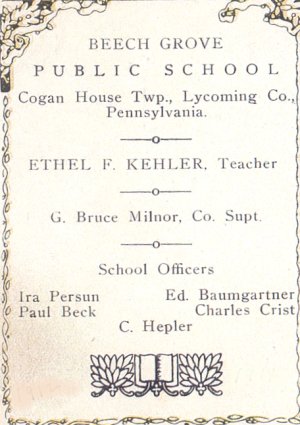 BEECH GROVE
PUBLIC SCHOOL
Cogan House Twp., Lycoming Co.,
Pennsylvania.
ETHEL F. KEHLER, Teacher
G. Bruce Milnor, Co. Supt.
School Officers
Ira Persun Ed. Baumgartner
Paul Beck Charles Crist
C. Hepler